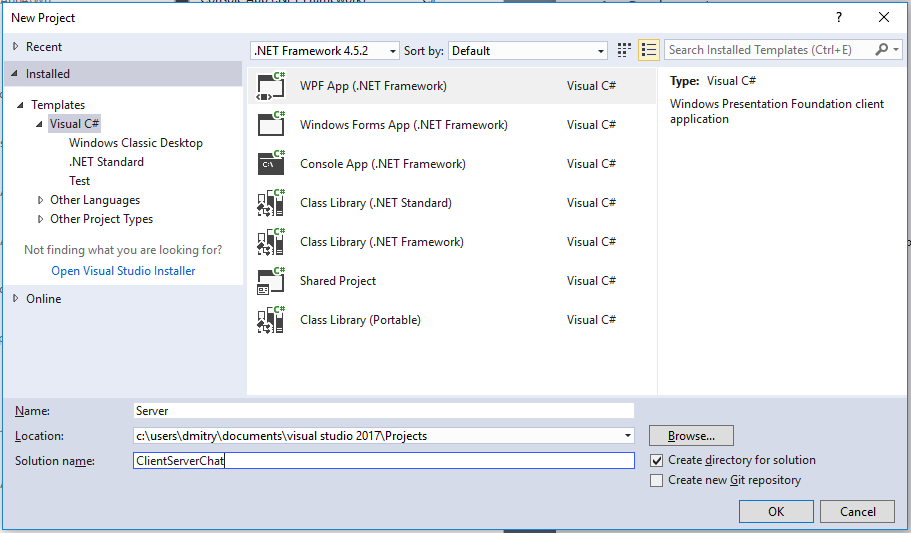 New Project
Recent
.NET Framework 4.5.2
Sort by:
Default
Search Installed Templates (Ctrl+E)
Installed
Templates
Visual C#
Windows Classic Desktop
.NET Standard
Test
Other Languages
Other Project Types
Not finding what you are looking for?
Open Visual Studio Installer
Online
WPF App (.NET Framework) Visual C#
Windows Forms App (.NET Framework) Visual C#
Console App (.NET Framework) Visual C#
Class Library (.NET Standard) Visual C#
Class Library (.NET Framework) Visual C#
Shared Project Visual C#
Class Library (Portable) Visual C#
Type: Visual C#
Windows Presentation Foundation client
application
Name: Server
Location: c:\users\dmitry\documents\visual studio 2017\Projects
Browse...
Solution name: ClientServerChat
Create directory for solution
Create new Git repository
OK
Cancel